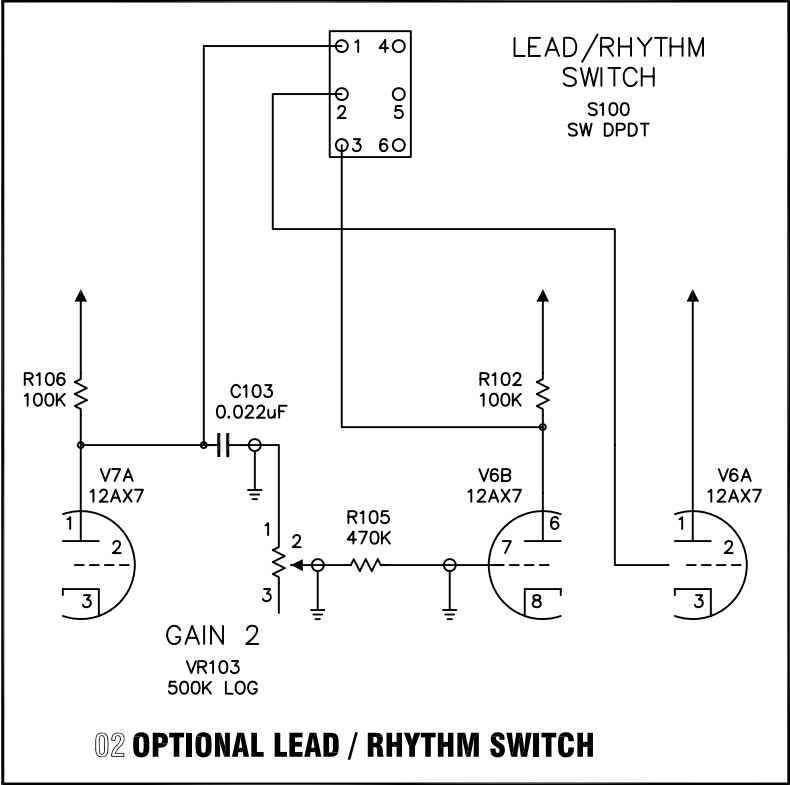 1 4
2 5
3 6
LEAD/RHYTHM
SWITCH
S100
SW DPDT
R106
100K
C103
0.022uF
R102
100K
V7A
12AX7
1
2
3
R105
470K
1
2
3
GAIN 2
VR103
500K LOG
V6B
12AX7
6
7
8
V6A
12AX7
1
2
3
02 OPTIONAL LEAD / RHYTHM SWITCH